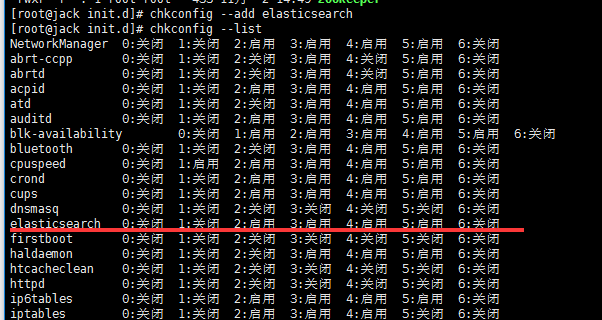 root root 455 11月 2 14:49 zookeeper
[root@jack init.d]# chkconfig --add elasticsearch
[root@jack init.d]# chkconfig --list
NetworkManager 0:关闭 1:关闭 2:启用 3:启用 4:启用 5:启用 6:关闭
abrt-ccpp 0:关闭 1:关闭 2:关闭 3:启用 4:关闭 5:启用 6:关闭
abrtd 0:关闭 1:关闭 2:关闭 3:启用 4:关闭 5:启用 6:关闭
acpid 0:关闭 1:关闭 2:启用 3:启用 4:启用 5:启用 6:关闭
atd 0:关闭 1:关闭 2:关闭 3:启用 4:启用 5:启用 6:关闭
auditd 0:关闭 1:关闭 2:启用 3:启用 4:启用 5:启用 6:关闭
blk-availability 0:关闭 1:启用 2:启用 3:启用 4:启用 5:启用 6:关闭
bluetooth 0:关闭 1:关闭 2:关闭 3:启用 4:启用 5:启用 6:关闭
cpuspeed 0:关闭 1:启用 2:启用 3:启用 4:启用 5:启用 6:关闭
crond 0:关闭 1:关闭 2:启用 3:启用 4:启用 5:启用 6:关闭
cups 0:关闭 1:关闭 2:启用 3:启用 4:启用 5:启用 6:关闭
dnsmasq 0:关闭 1:关闭 2:关闭 3:关闭 4:关闭 5:关闭 6:关闭
elasticsearch 0:关闭 1:关闭 2:启用 3:启用 4:启用 5:启用 6:关闭
firstboot 0:关闭 1:关闭 2:关闭 3:关闭 4:关闭 5:关闭 6:关闭
haldaemon 0:关闭 1:关闭 2:关闭 3:启用 4:启用 5:启用 6:关闭
htcacheclean 0:关闭 1:关闭 2:关闭 3:关闭 4:关闭 5:关闭 6:关闭
httpd 0:关闭 1:关闭 2:启用 3:启用 4:启用 5:启用 6:关闭
ip6tables 0:关闭 1:关闭 2:启用 3:启用 4:启用 5:启用 6:关闭
iptables 0:关闭 1:关闭 2:启用 3:启用 4:启用 5:启用 6:关闭